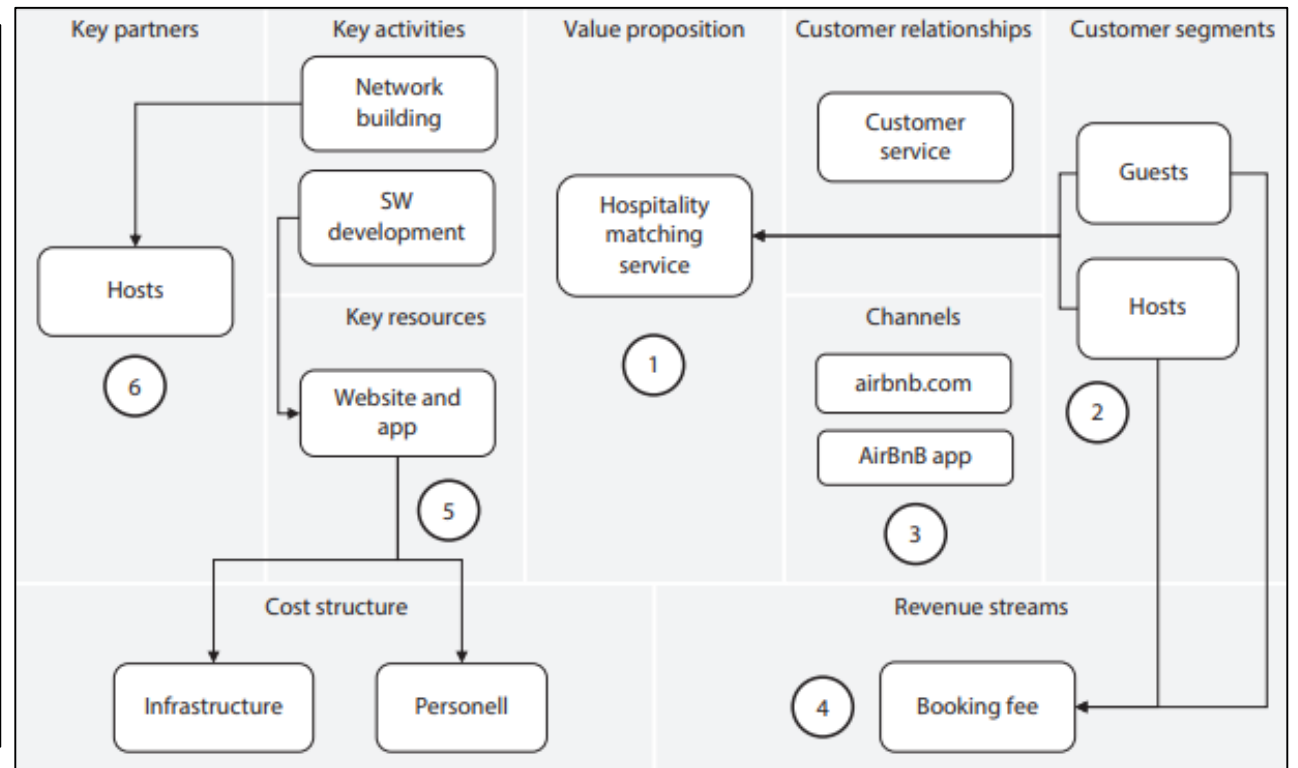 Key partners
Key activities
Value proposition
Customer relationships
Customer segments
Network
building
SW
development
Hosts
6
Key resources
Website and
app
5
Hospitality
matching
service
1
Customer
service
Channels
airbnb.com
AirBnB app
3
Guests
Hosts
2
Cost structure
Infrastructure
Personell
Revenue streams
4
Booking fee